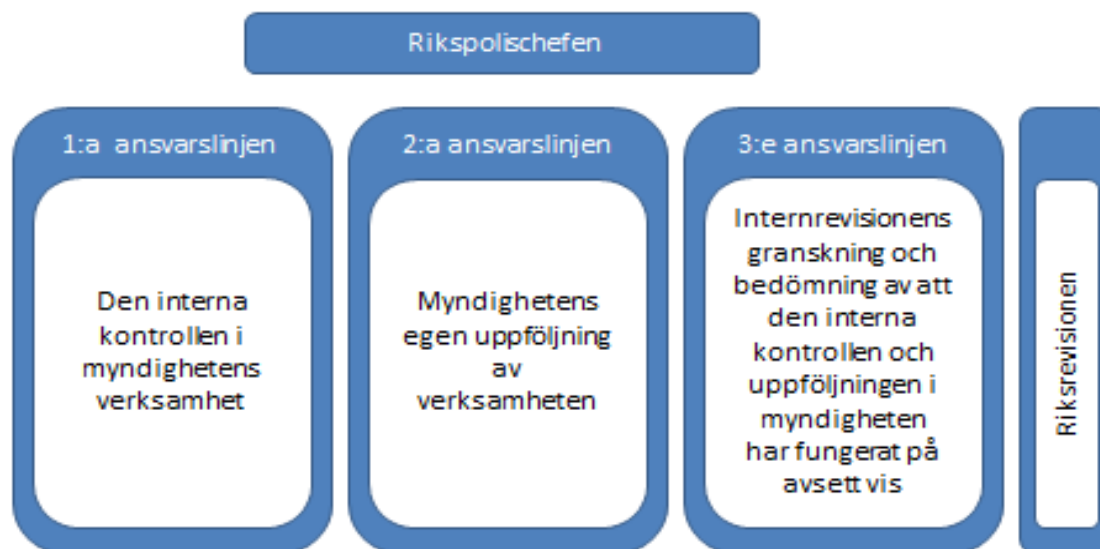 Rikspolischefen
1:a ansvarslinjen
Den interna
kontrollen i
myndighetens
verksamhet
2:a ansvarslinjen
Myndighetens
egen uppföljning
av
verksamheten
3:e ansvarslinjen
Internrevisionens
granskning och
bedömning av att
den interna
kontrollen och
uppföljningen i
myndigheten
har fungerat på
avsett vis
Riksrevisionen